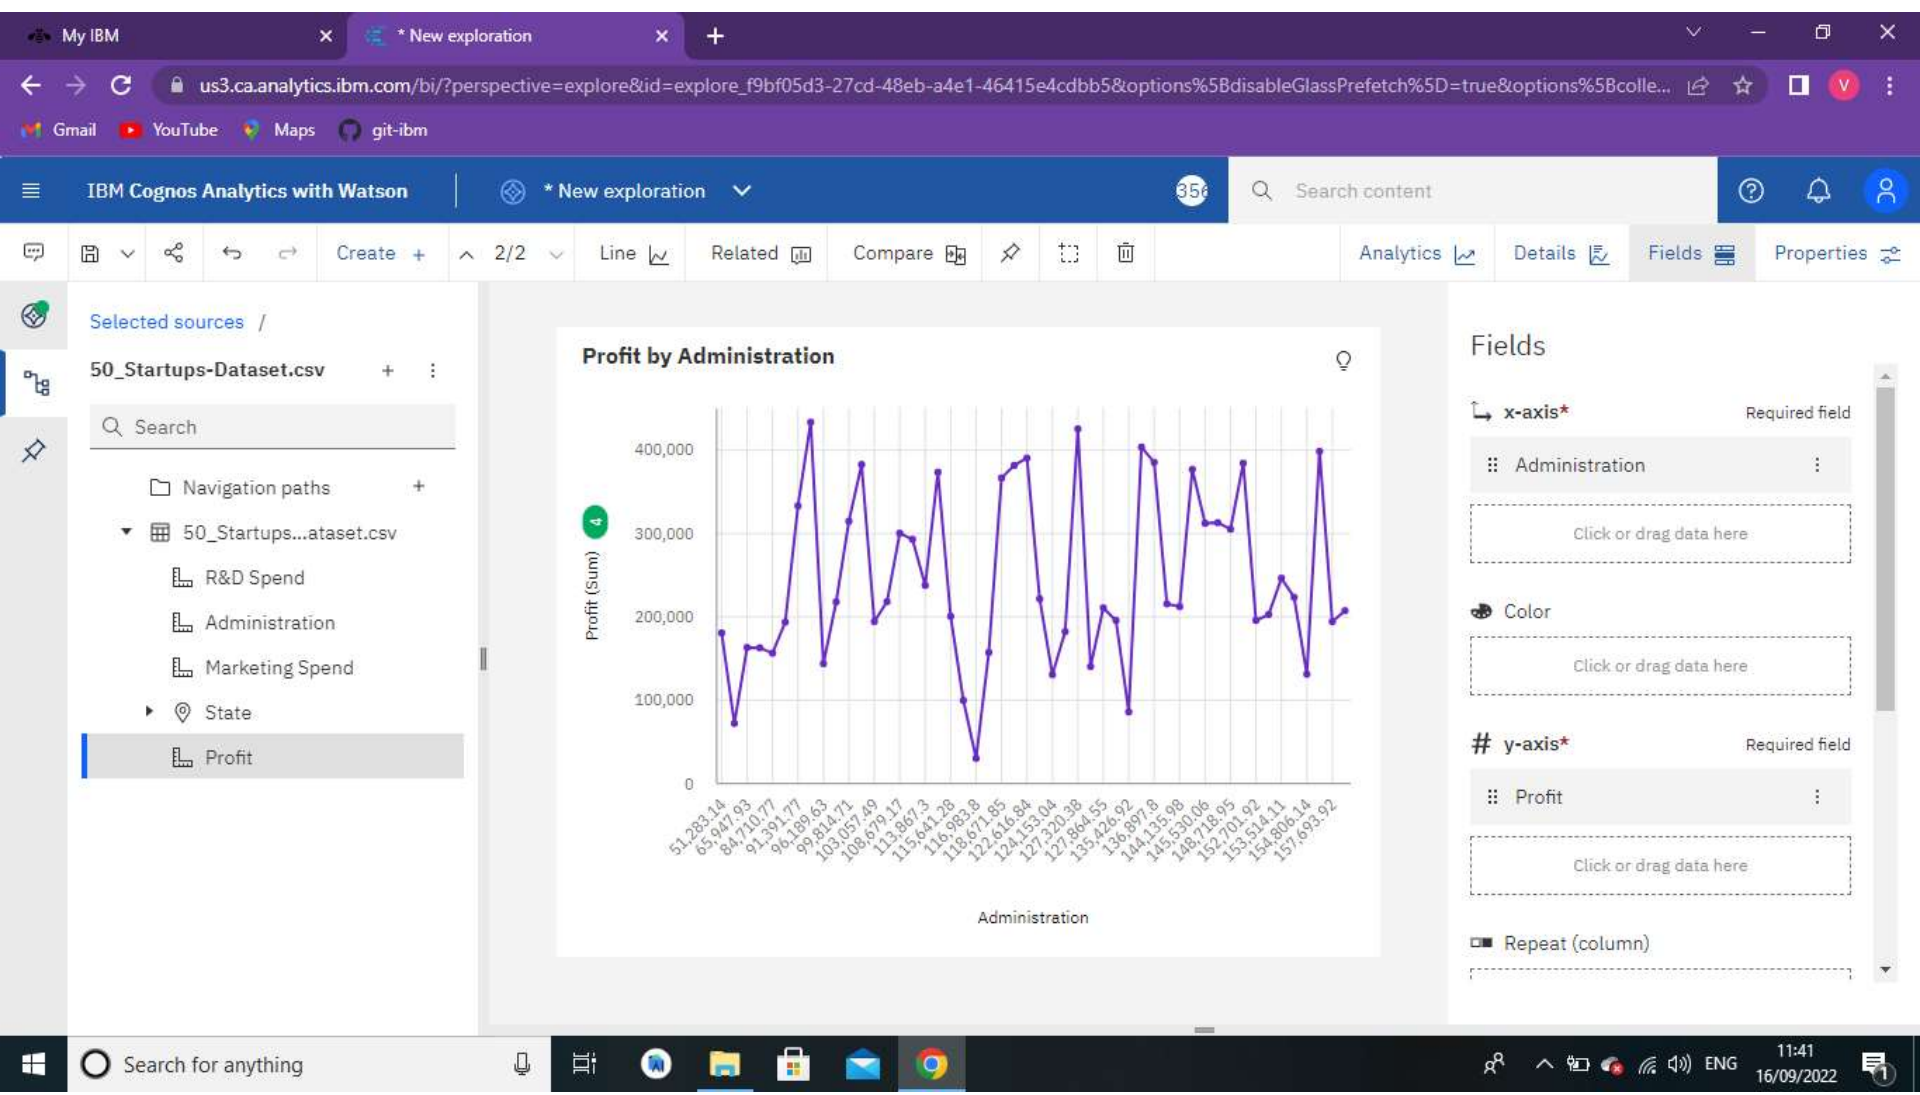 My IBM
* New exploration
us3.ca.analytics.ibm.com/bi/?perspective=explore&id=explore_f9bf05d3-27cd-48eb-a4e1-46415e4cdbb5&options%5BdisableGlassPrefetch%5D=true&options%5Bcolle...
V
Gmail
YouTube
Maps
git-ibm
IBM Cognos Analytics with Watson
* New exploration
Search content
Create +
2/2
Line
Related
Compare
Analytics
Details
Fields
Properties
Selected sources /
50_Startups-Dataset.csv
Search
Navigation paths
50_Startups...ataset.csv
R&D Spend
Administration
Marketing Spend
State
Profit
Profit by Administration
4
Profit (Sum)
400,000
300,000
200,000
100,000
0
51,283.14
65,947.93
84,710.77
91,391.77
96,189.63
99,814.71
103,057.49
108,679.17
113,867.3
115,641.28
116,983.8
118,671.85
122,616.84
124,153.04
127,320.38
127,864.55
135,426.92
136,897.8
144,135.98
145,530.06
148,718.95
152,701.92
153,514.11
154,806.14
157,693.92
Administration
Fields
x-axis*
Required field
Administration
Click or drag data here
Color
Click or drag data here
# y-axis*
Required field
Profit
Click or drag data here
Repeat (column)
Search for anything
ENG
11:41
16/09/2022
1